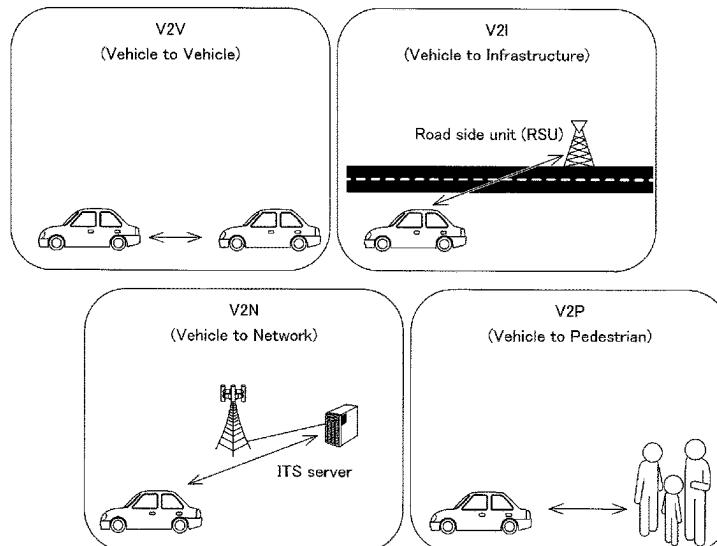 V2V
(Vehicle to Vehicle)
V2I
(Vehicle to Infrastructure)
Road side unit (RSU)
V2N
(Vehicle to Network)
ITS server
V2P
(Vehicle to Pedestrian)